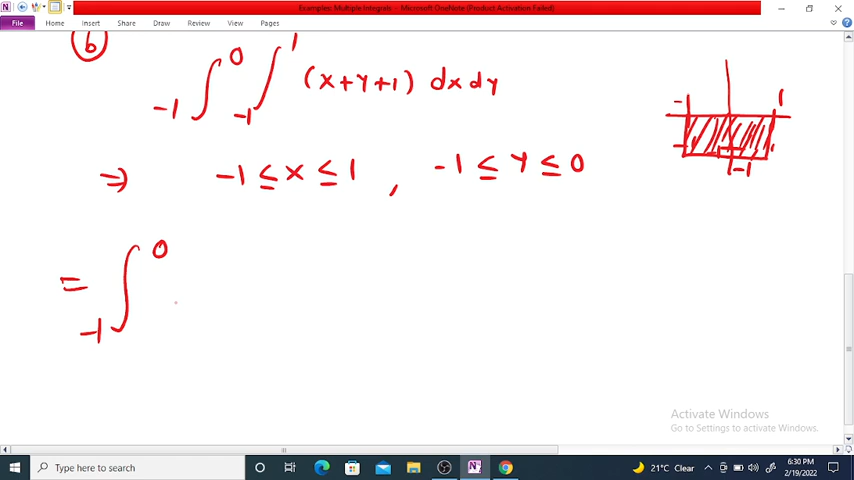 Examples: Multiple Integrals -- Microsoft OneNote (Product Activation Failed)
File Home Insert Share Draw Review View Pages
b
∫_{-1}^{0} ∫_{-1}^{1} (x+y+1) dx dy
-1 1
-1
⇒ -1 ≤ x ≤ 1 , -1 ≤ y ≤ 0
= ∫_{-1}^{0}
Activate Windows
Go to Settings to activate Windows.
Type here to search
21°C Clear
6:30 PM
2/19/2022